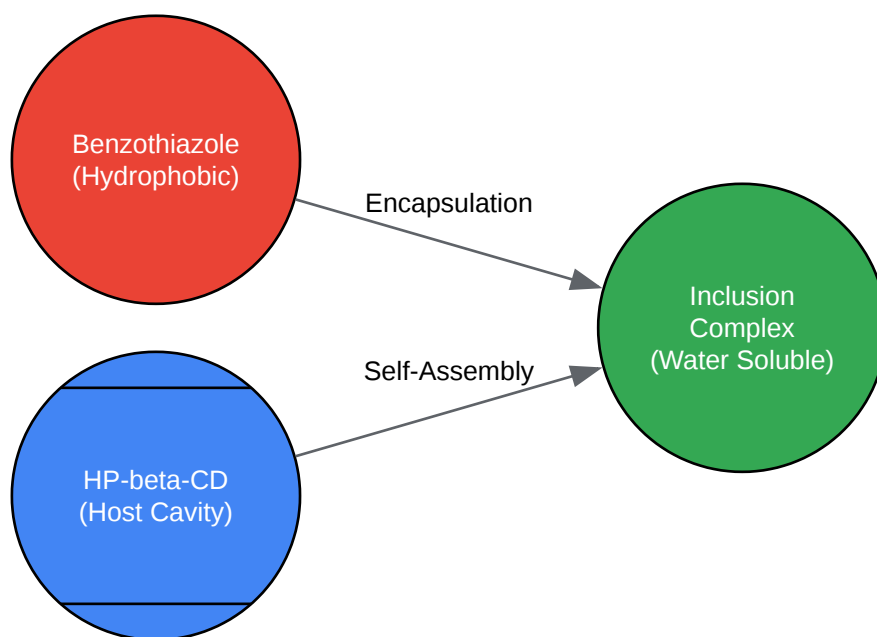 Benzothiazole
(Hydrophobic)
Encapsulation
Inclusion
Complex
(Water Soluble)
Self-Assembly
HP-beta-CD
(Host Cavity)